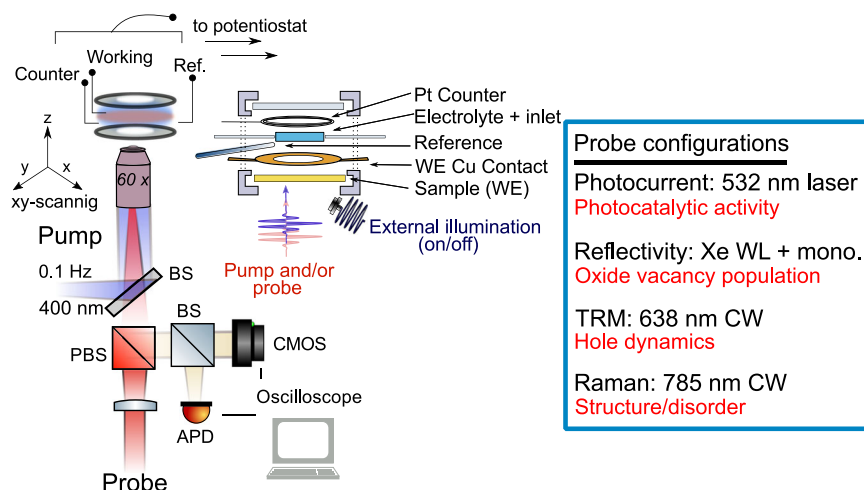 to potentiostat
Working
Counter
Ref.
z
y
x
xy-scannig
60 x
Pump
0.1 Hz
400 nm
BS
BS
PBS
CMOS
Oscilloscope
APD
Probe
Pt Counter
Electrolyte + inlet
Reference
WE Cu Contact
Sample (WE)
External illumination
(on/off)
Pump and/or
probe
Probe configurations
Photocurrent: 532 nm laser
Photocatalytic activity
Reflectivity: Xe WL + mono.
Oxide vacancy population
TRM: 638 nm CW
Hole dynamics
Raman: 785 nm CW
Structure/disorder